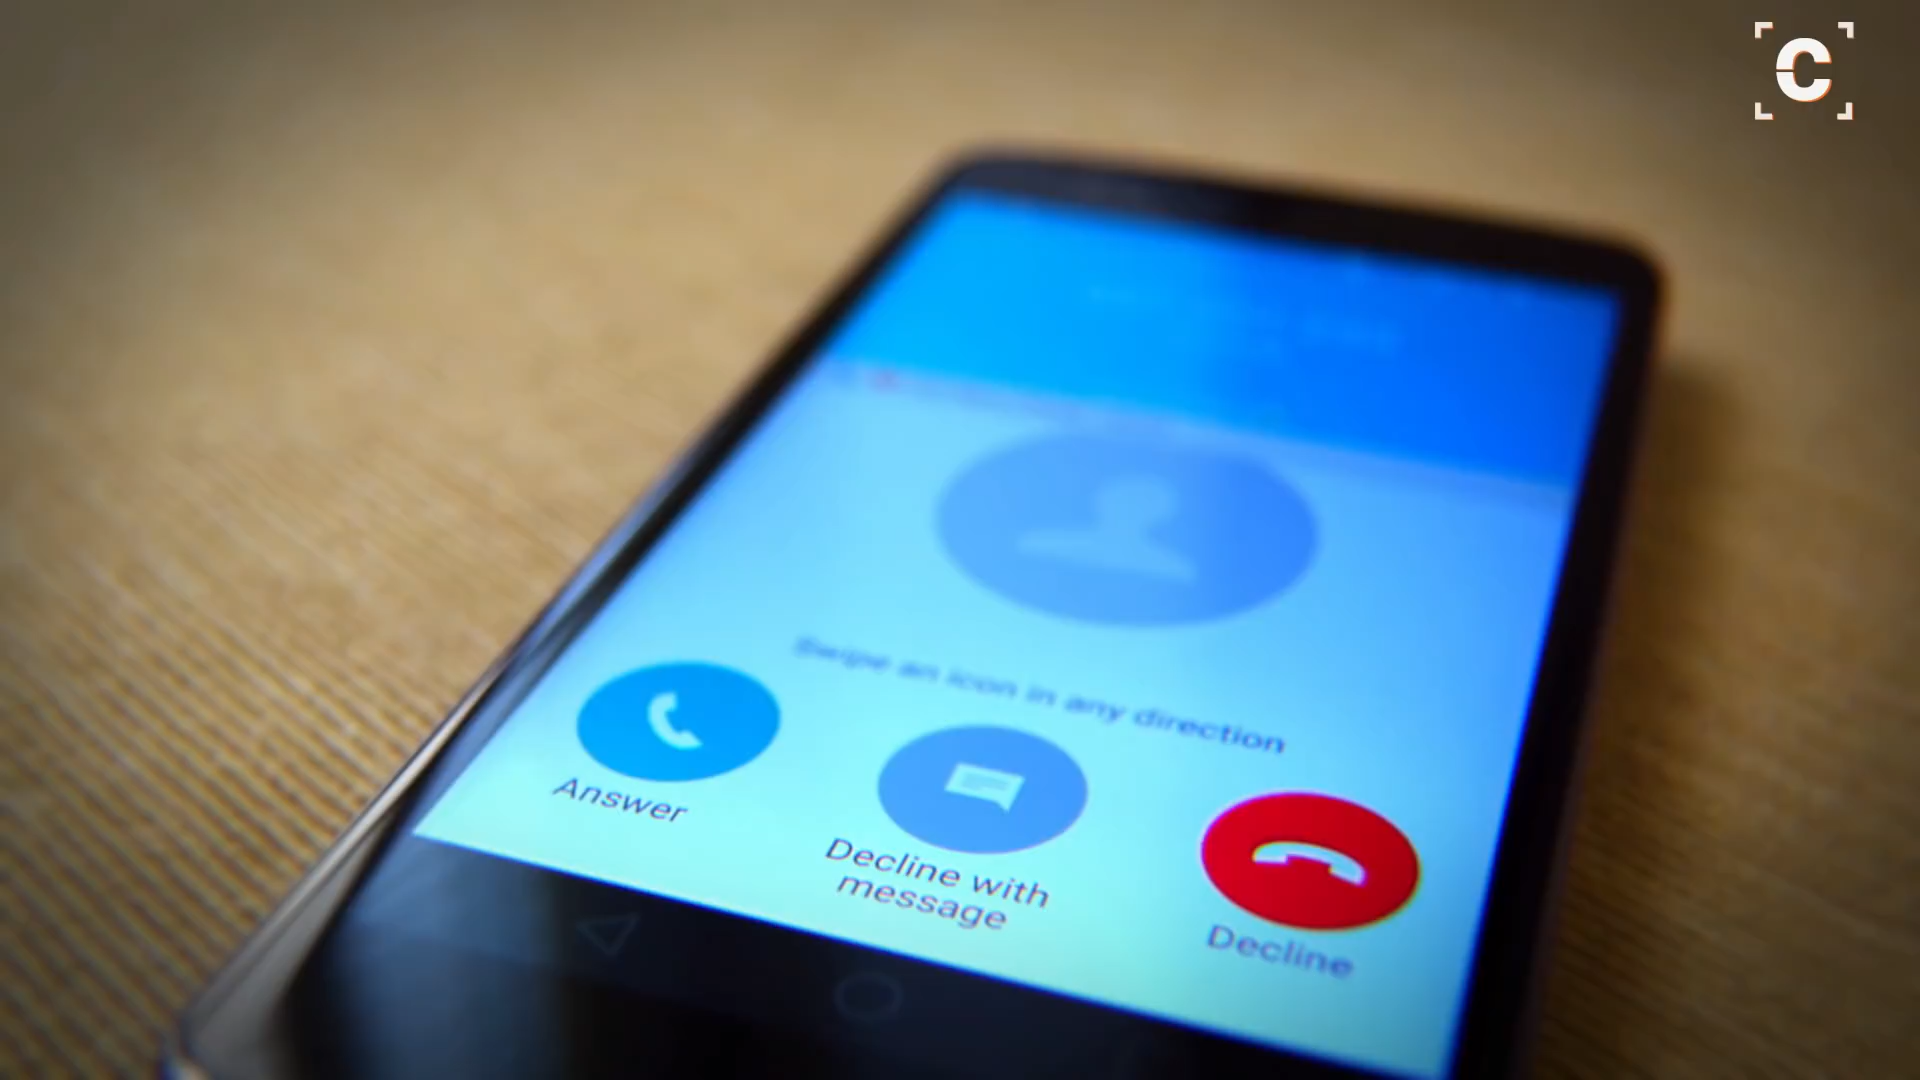 C
Swipe an icon in any direction
Answer
Decline with
message
Decline